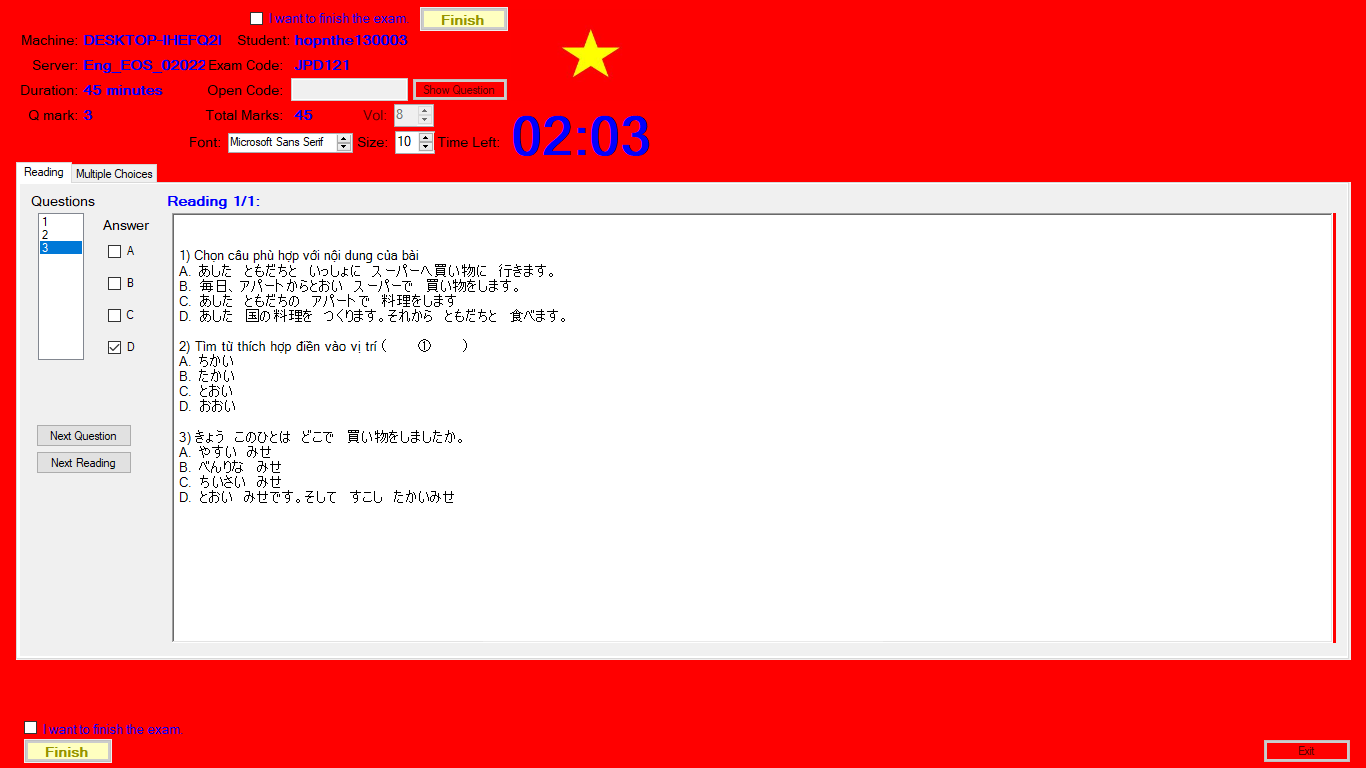 I want to finish the exam.
Finish
Machine: DESKTOP-IHEFQ2I Student: hopnthe130003
Server: Eng_EOS_02022 Exam Code: JPD121
Duration: 45 minutes Open Code: Show Question
Q mark: 3 Total Marks: 45 Vol: 8
Font: Microsoft Sans Serif Size: 10 Time Left: 02:03
Reading Multiple Choices
Questions Reading 1/1:
1
2
3
Answer
A
B
C
D
Next Question
Next Reading
1) Chọn câu phù hợp với nội dung của bài
A. あした ともだちと いっしょに スーパーへ買い物に 行きます。
B. 毎日、アパートからとおい スーパーで 買い物をします。
C. あした ともだちの アパートで 料理をします
D. あした 国の料理を つくります。それから ともだちと 食べます。
2) Tìm từ thích hợp điền vào vị trí ( ① )
A. ちかい
B. たかい
C. とおい
D. おおい
3) きょう このひとは どこで 買い物をしましたか。
A. やすい みせ
B. べんりな みせ
C. ちいさい みせ
D. とおい みせです。そして すこし たかいみせ
I want to finish the exam.
Finish
Exit